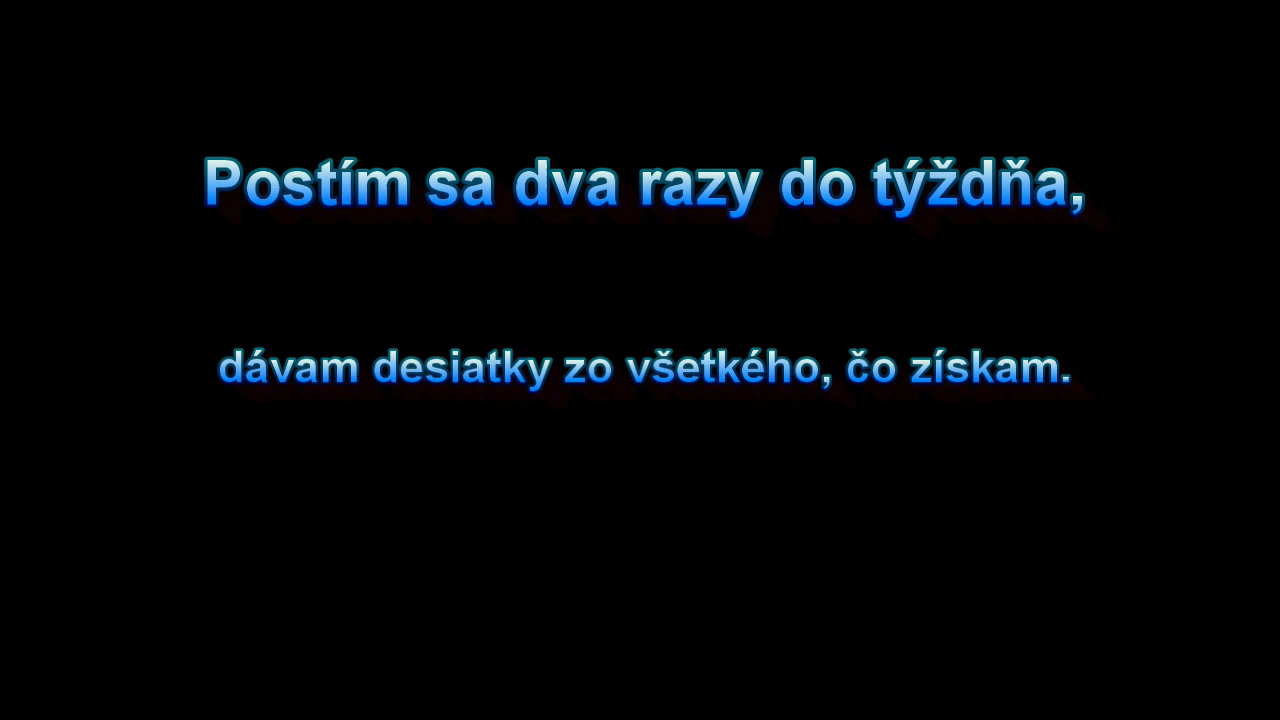 Postím sa dva razy do týždňa,
dávam desiatky zo všetkého, čo získam.